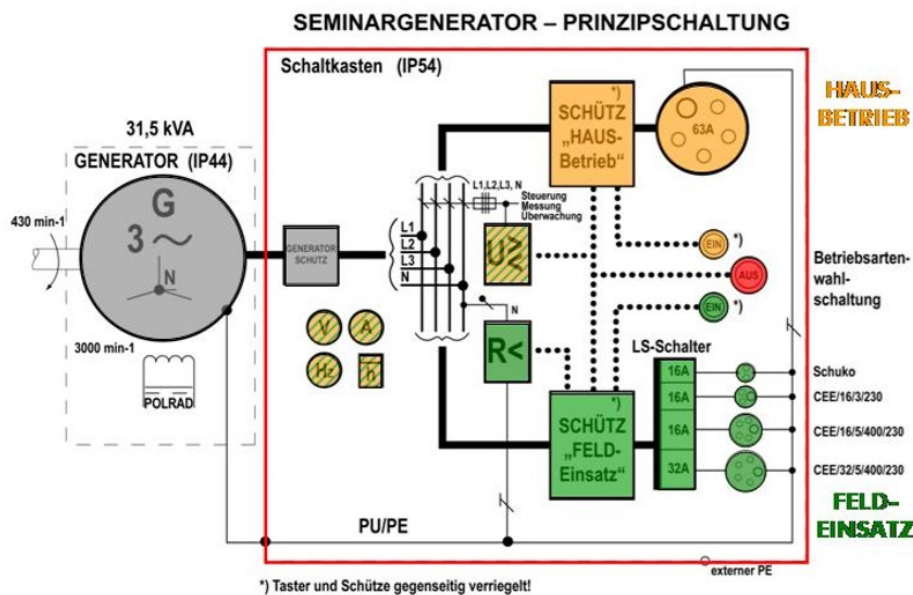 SEMINARGENERATOR – PRINZIPSCHALTUNG
Schaltkasten (IP54)
31,5 kVA
GENERATOR (IP44)
G
3 ~
N
430 min-1
3000 min-1
POLRAD
GENERATOR
SCHUTZ
L1
L2
L3
N
L1,L2,L3, N
Steuerung
Messung
Überwachung
U≷
N
R<
V
A
Hz
h
*)
SCHÜTZ
„HAUS-
Betrieb“
63A
HAUS-
BETRIEB
EIN *)
AUS
EIN *)
Betriebsarten
wahl-
schaltung
LS-Schalter
*)
SCHÜTZ
„FELD-
Einsatz“
16A
16A
32A
Schuko
CEE/16/3/230
CEE/16/5/400/230
CEE/32/5/400/230
FELD-
EINSATZ
PU/PE
externer PE
*) Taster und Schütze gegenseitig verriegelt!